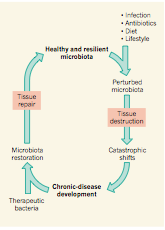 • Infection
• Antibiotics
• Diet
• Lifestyle
Healthy and resilient
microbiota
Perturbed
microbiota
Tissue
repair
Tissue
destruction
Microbiota
restoration
Catastrophic
shifts
Chronic-disease
development
Therapeutic
bacteria